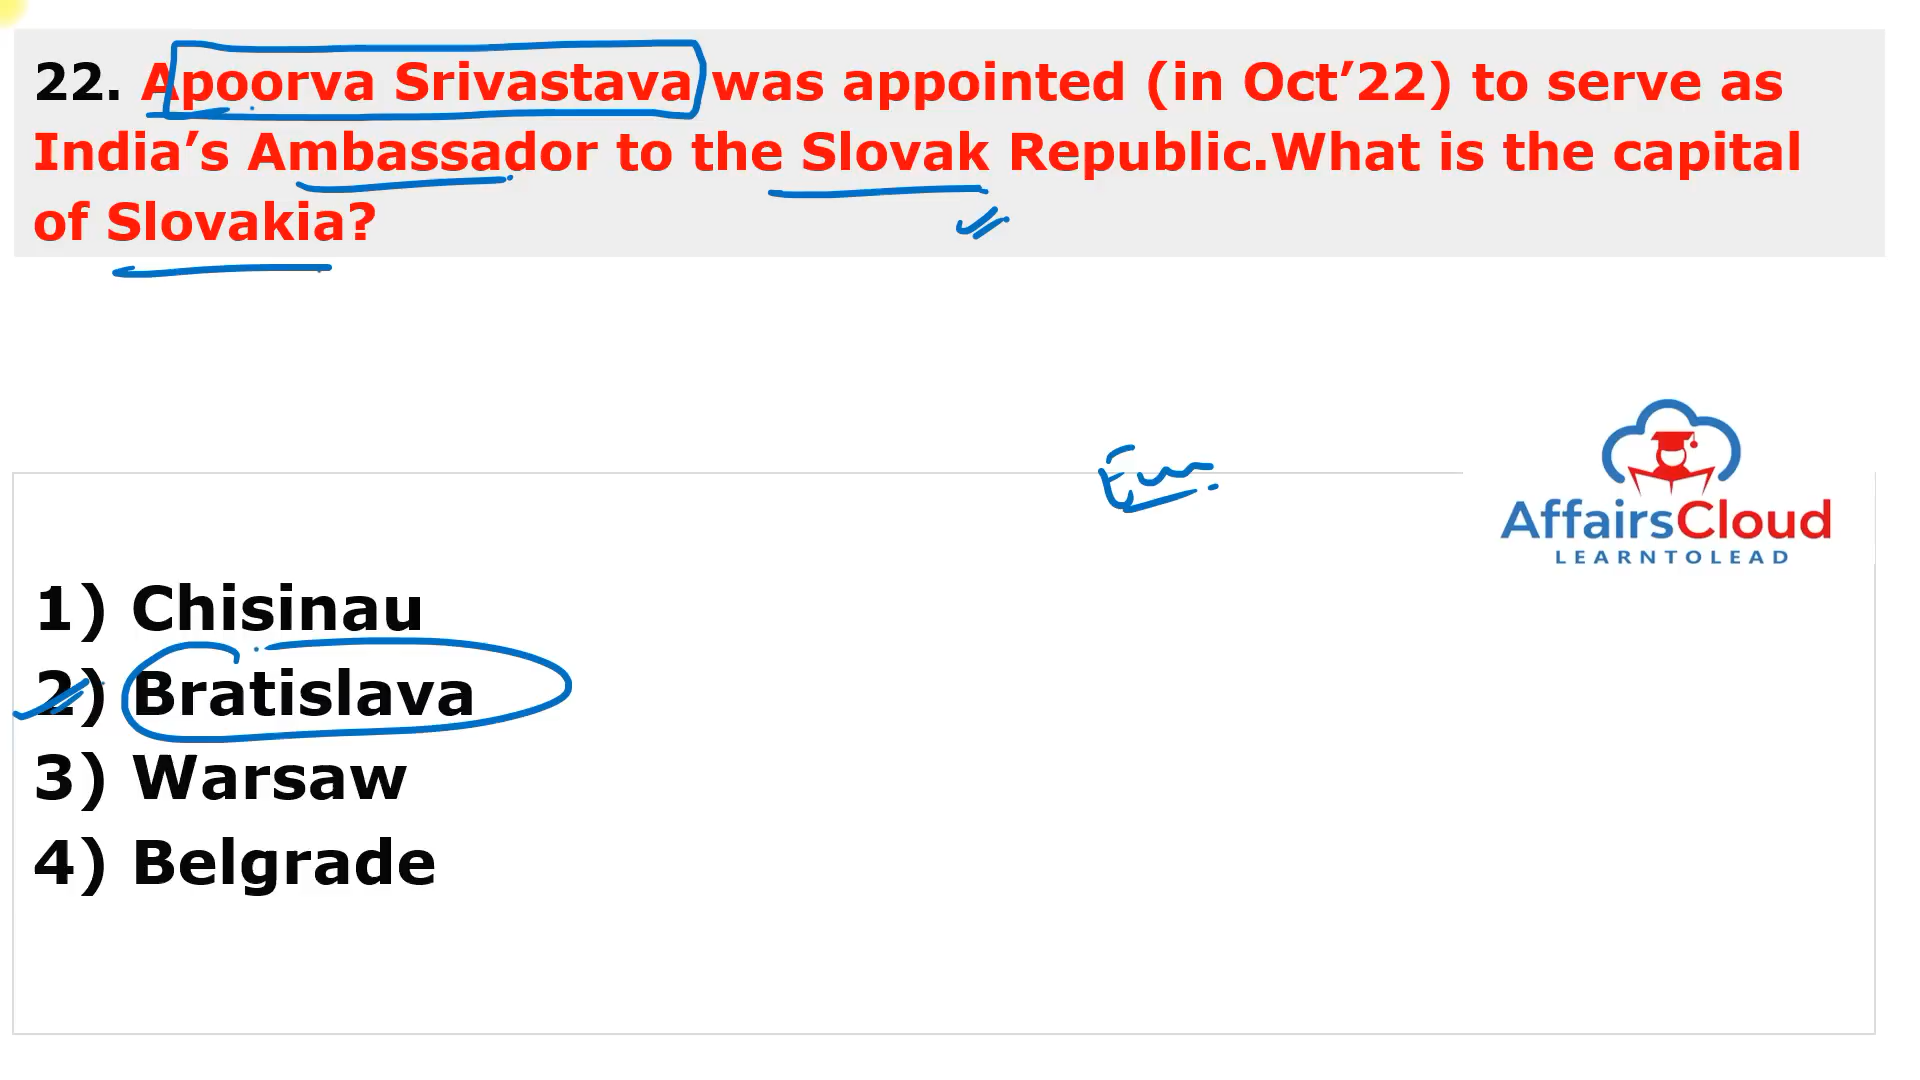 22. Apoorva Srivastava was appointed (in Oct’22) to serve as
India’s Ambassador to the Slovak Republic.What is the capital
of Slovakia?
AffairsCloud
LEARNTOLEAD
1) Chisinau
2) Bratislava
3) Warsaw
4) Belgrade